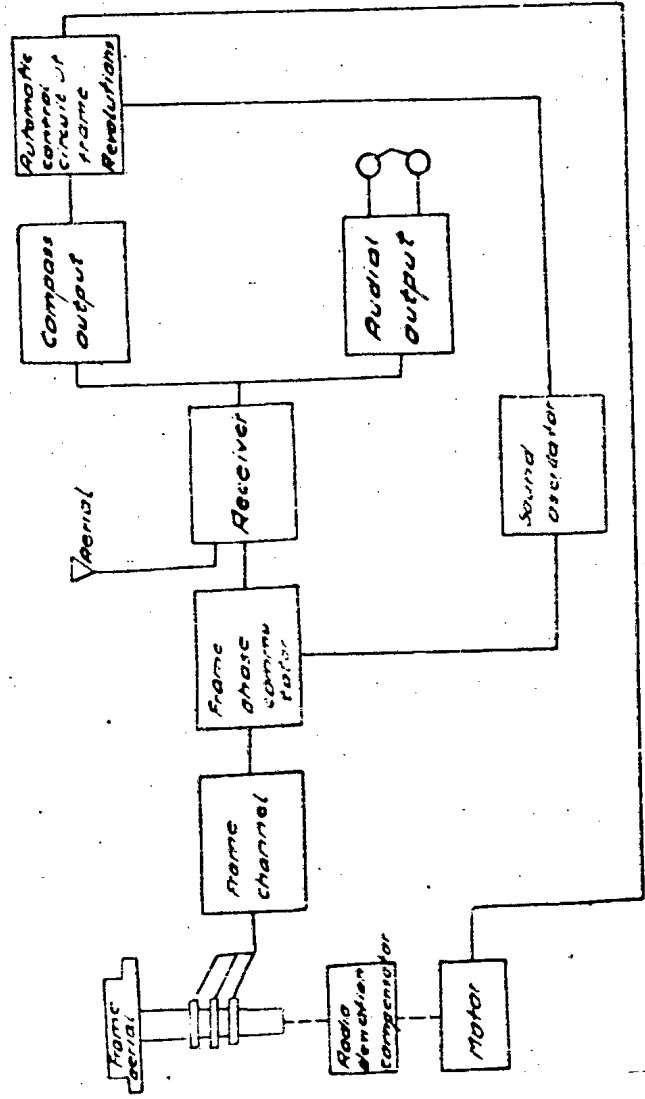 Frame
aerial
Frame
channel
Frame
phase
commu
tator
Aerial
Receiver
Compass
output
Automatic
control
circuit of
frame
Revolutions
Audial
output
Sound
oscillator
Radio
deviation
compensator
Motor